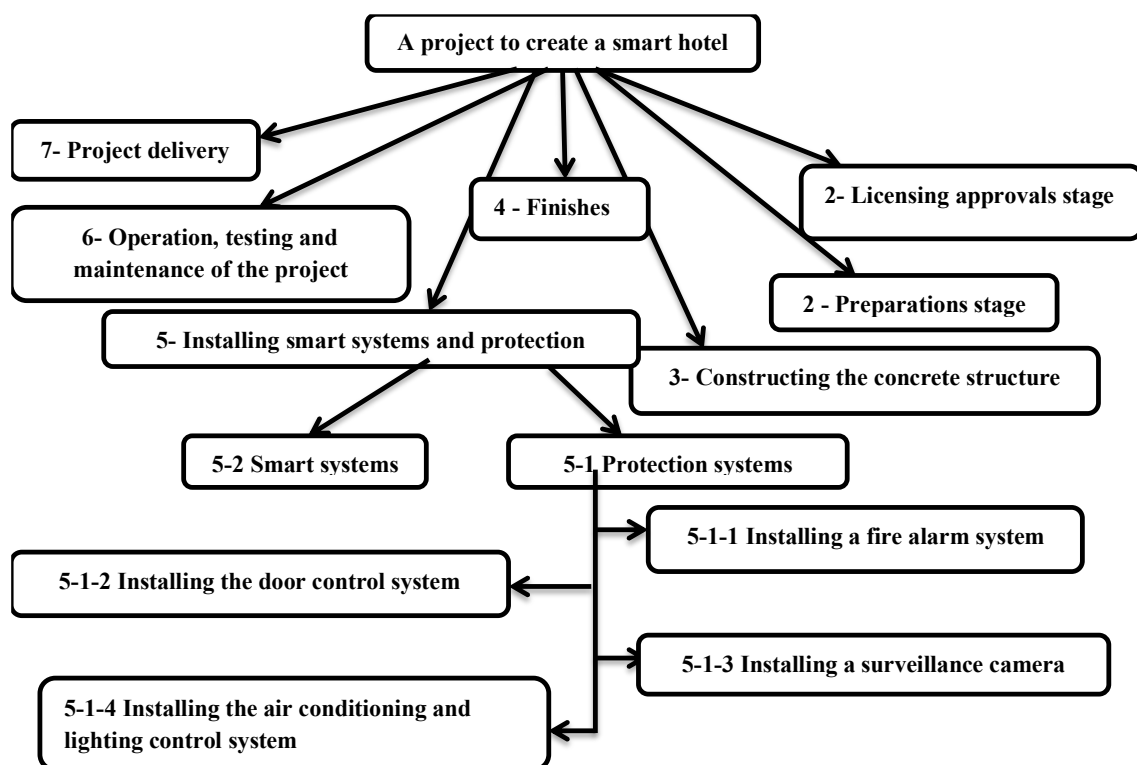 A project to create a smart hotel
7- Project delivery
2- Licensing approvals stage
4 - Finishes
6- Operation, testing and
maintenance of the project
2 - Preparations stage
5- Installing smart systems and protection
3- Constructing the concrete structure
5-2 Smart systems
5-1 Protection systems
5-1-1 Installing a fire alarm system
5-1-2 Installing the door control system
5-1-3 Installing a surveillance camera
5-1-4 Installing the air conditioning and
lighting control system